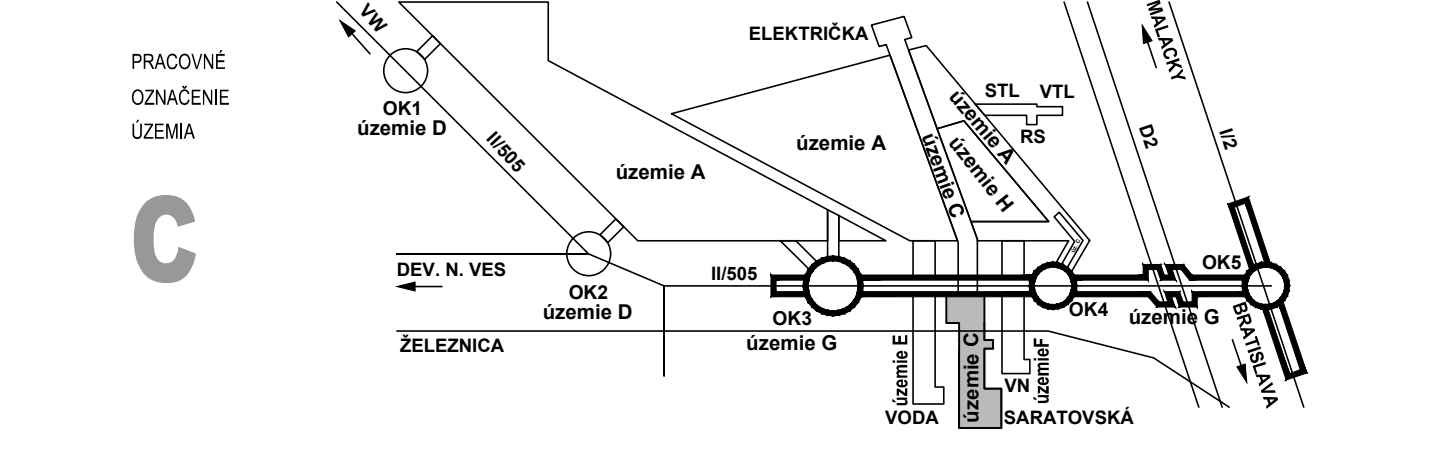 PRACOVNÉ
OZNAČENIE
ÚZEMIA
C
VW
OK1
územie D
II/505
DEV. N. VES
OK2
územie D
ŽELEZNICA
územie A
územie A
ELEKTRIČKA
územie C
územie A
územie H
STL VTL
RS
MALACKY
D2
I/2
II/505
OK3
územie G
OK4
OK5
územie G
BRATISLAVA
územie E
VODA
územie C
SARATOVSKÁ
VN
územieF